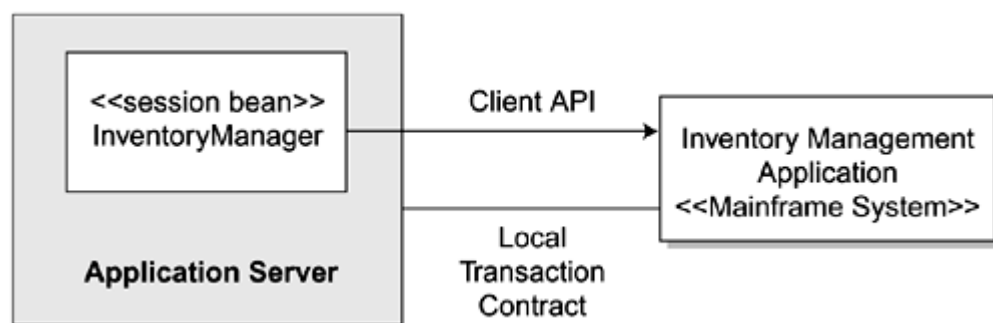 <<session bean>>
InventoryManager
Client API
Inventory Management
Application
<<Mainframe System>>
Local
Transaction
Contract
Application Server